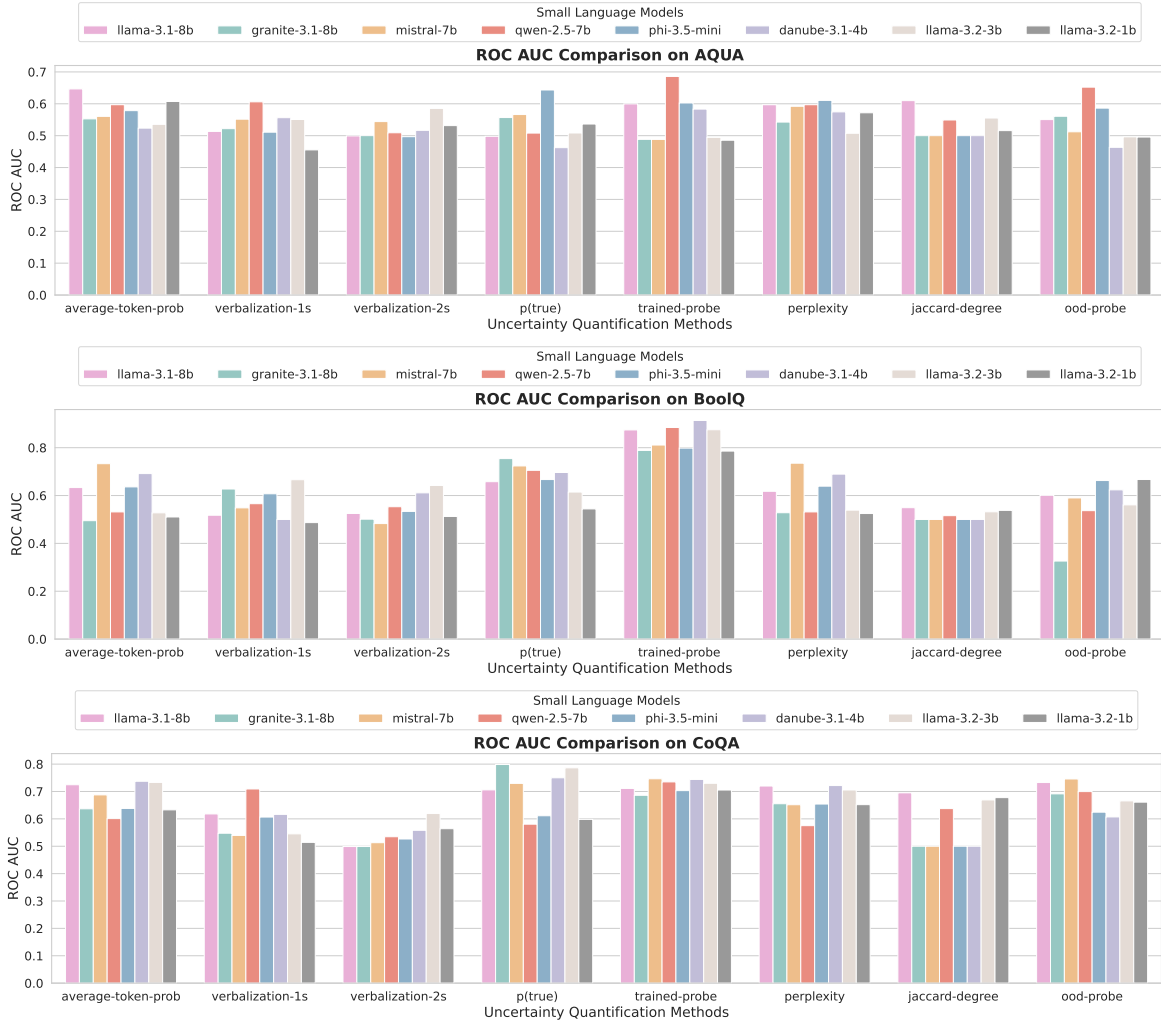 Small Language Models
llama-3.1-8b granite-3.1-8b mistral-7b qwen-2.5-7b phi-3.5-mini danube-3.1-4b llama-3.2-3b llama-3.2-1b
ROC AUC Comparison on AQUA
0.7
0.6
0.5
0.4
0.3
0.2
0.1
0.0
ROC AUC
average-token-prob verbalization-1s verbalization-2s p(true) trained-probe perplexity jaccard-degree ood-probe
Uncertainty Quantification Methods
Small Language Models
llama-3.1-8b granite-3.1-8b mistral-7b qwen-2.5-7b phi-3.5-mini danube-3.1-4b llama-3.2-3b llama-3.2-1b
ROC AUC Comparison on BoolQ
0.8
0.6
0.4
0.2
0.0
ROC AUC
average-token-prob verbalization-1s verbalization-2s p(true) trained-probe perplexity jaccard-degree ood-probe
Uncertainty Quantification Methods
Small Language Models
llama-3.1-8b granite-3.1-8b mistral-7b qwen-2.5-7b phi-3.5-mini danube-3.1-4b llama-3.2-3b llama-3.2-1b
ROC AUC Comparison on CoQA
0.8
0.7
0.6
0.5
0.4
0.3
0.2
0.1
0.0
ROC AUC
average-token-prob verbalization-1s verbalization-2s p(true) trained-probe perplexity jaccard-degree ood-probe
Uncertainty Quantification Methods